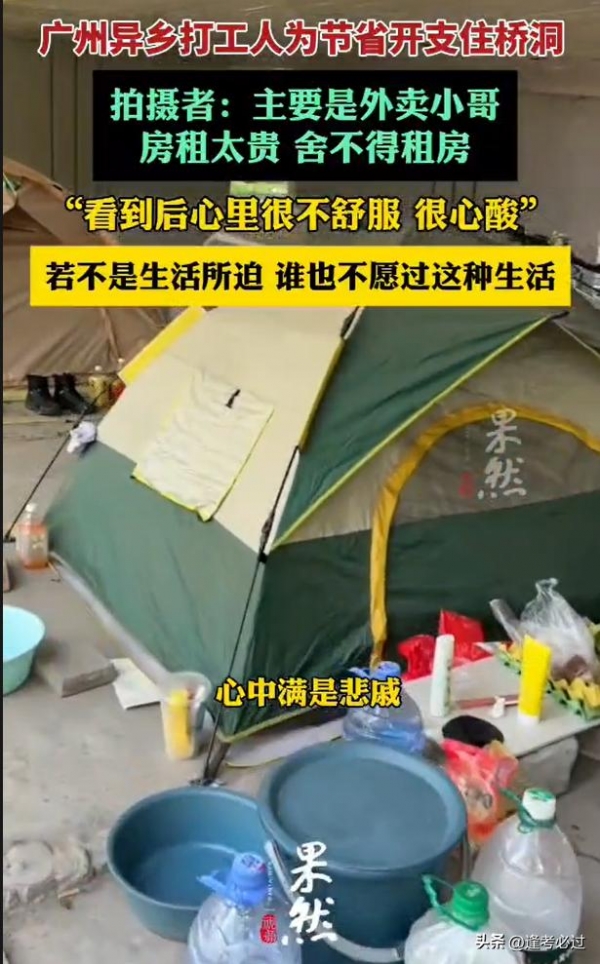 广州异乡打工人为节省开支住桥洞
拍摄者：主要是外卖小哥
房租太贵 舍不得租房
“看到后心里很不舒服 很心酸”
若不是生活所迫 谁也不愿过这种生活
果然
心中满是悲戚
果然
头条 @逢考必过